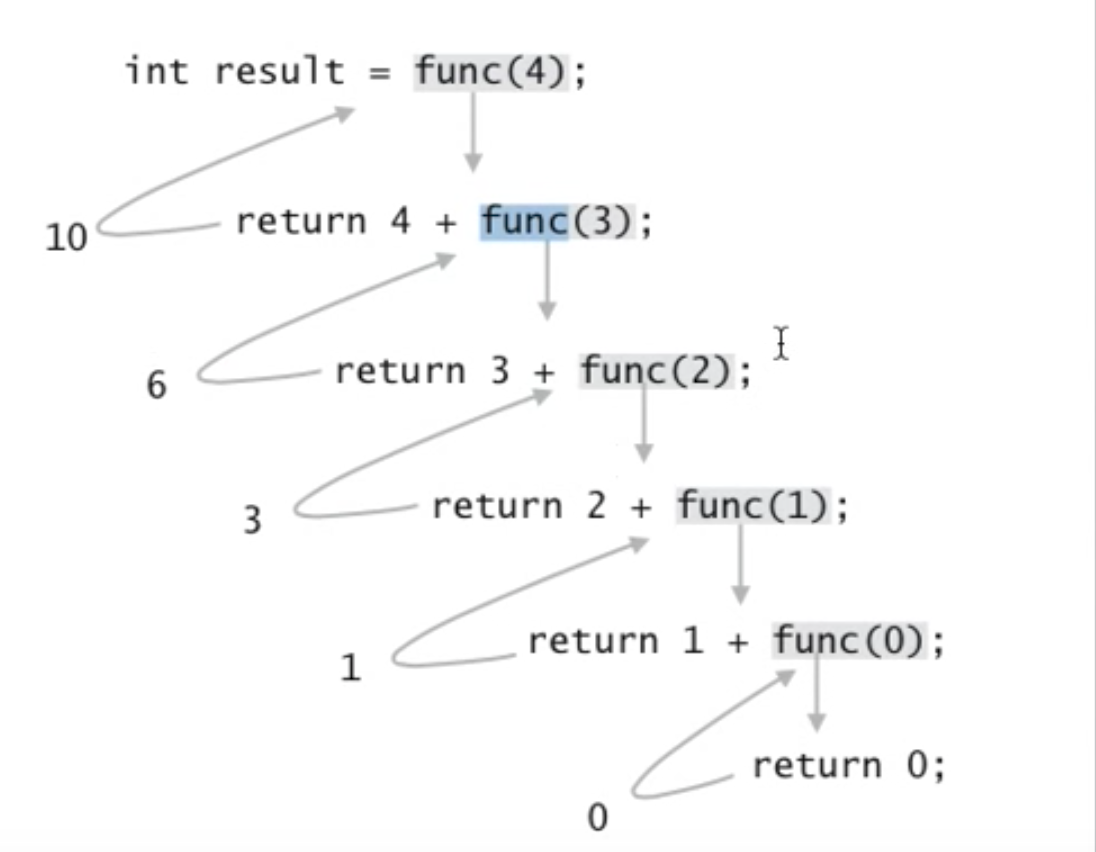 int result = func(4);
10
return 4 + func(3);
6
return 3 + func(2);
3
return 2 + func(1);
1
return 1 + func(0);
0
return 0;